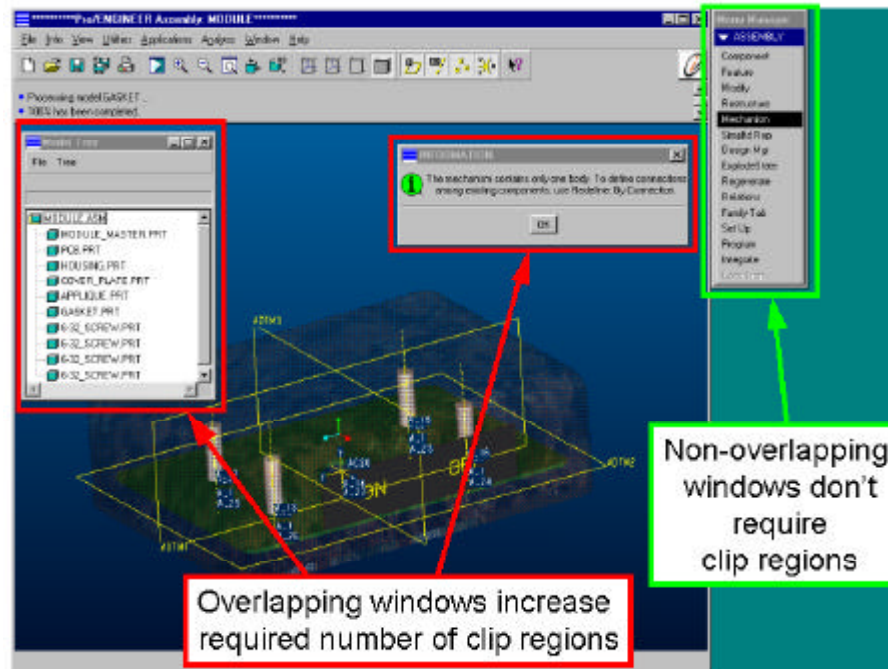 **********Pro/ENGINEER Assembly: MODULE**********
File Info View Utilities Applications Analysis Window Help
• Processing model GASKET ...
• 100% has been completed.
Model Tree
File Tree
MODULE.ASM
MODULE_MASTER.PRT
PCB.PRT
HOUSING.PRT
COVER_PLATE.PRT
APPLIQUE.PRT
GASKET.PRT
6-32_SCREW.PRT
6-32_SCREW.PRT
6-32_SCREW.PRT
6-32_SCREW.PRT
INFORMATION
The mechanism contains only one body. To define connections
among existing components, use Redefine: By Connection.
OK
Menu Manager
ASSEMBLY
Component
Feature
Modify
Restructure
Mechanism
Simplfd Rep
Design Mgr
ExplodeState
Regenerate
Relations
Family Tab
Set Up
Program
Integrate
Non-overlapping
windows don't
require
clip regions
Overlapping windows increase
required number of clip regions